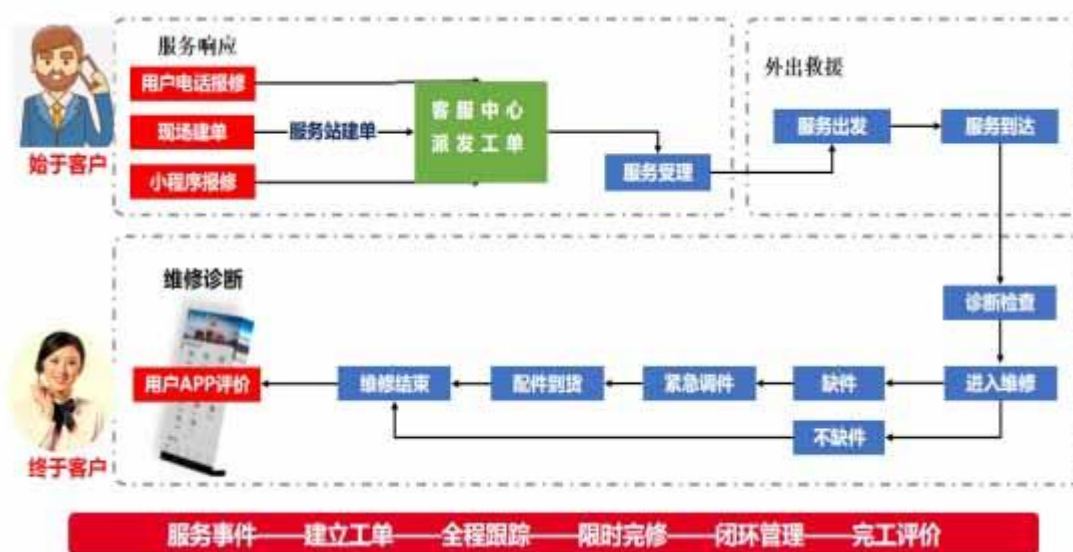 服务响应
用户电话报修
现场建单
服务站建单
小程序报修
客服中心
派发工单
服务受理
始于客户
外出救援
服务出发
服务到达
维修诊断
诊断检查
用户APP评价
维修结束
配件到货
紧急调件
缺件
进入维修
不缺件
终于客户
服务事件——建立工单——全程跟踪——限时完修——闭环管理——完工评价